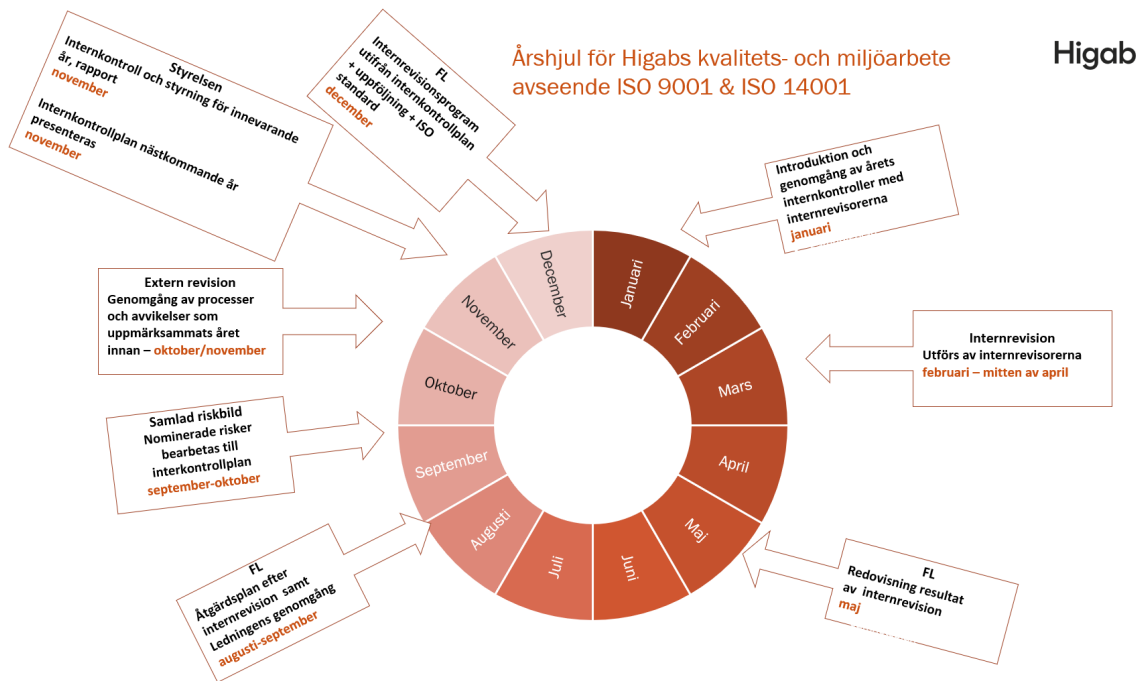 Årshjul för Higabs kvalitets- och miljöarbete
avseende ISO 9001 & ISO 14001
Higab
Styrelsen
Internkontroll och styrning för innevarande
år, rapport
november
Internkontrollplan nästkommande år
presenteras
november
FL
Internrevisionsprogram
utifrån internkontrollplan
+ uppföljning + ISO
standard
december
Introduktion och
genomgång av årets
internkontroller med
internrevisorerna
januari
Extern revision
Genomgång av processer
och avvikelser som
uppmärksammats året
innan – oktober/november
Internrevision
Utförs av internrevisorerna
februari – mitten av april
Samlad riskbild
Nominerade risker
bearbetas till
interkontrollplan
september-oktober
FL
Åtgärdsplan efter
internrevision samt
Ledningens genomgång
augusti-september
FL
Redovisning resultat
av internrevision
maj
Januari
Februari
Mars
April
Maj
Juni
Juli
Augusti
September
Oktober
November
December